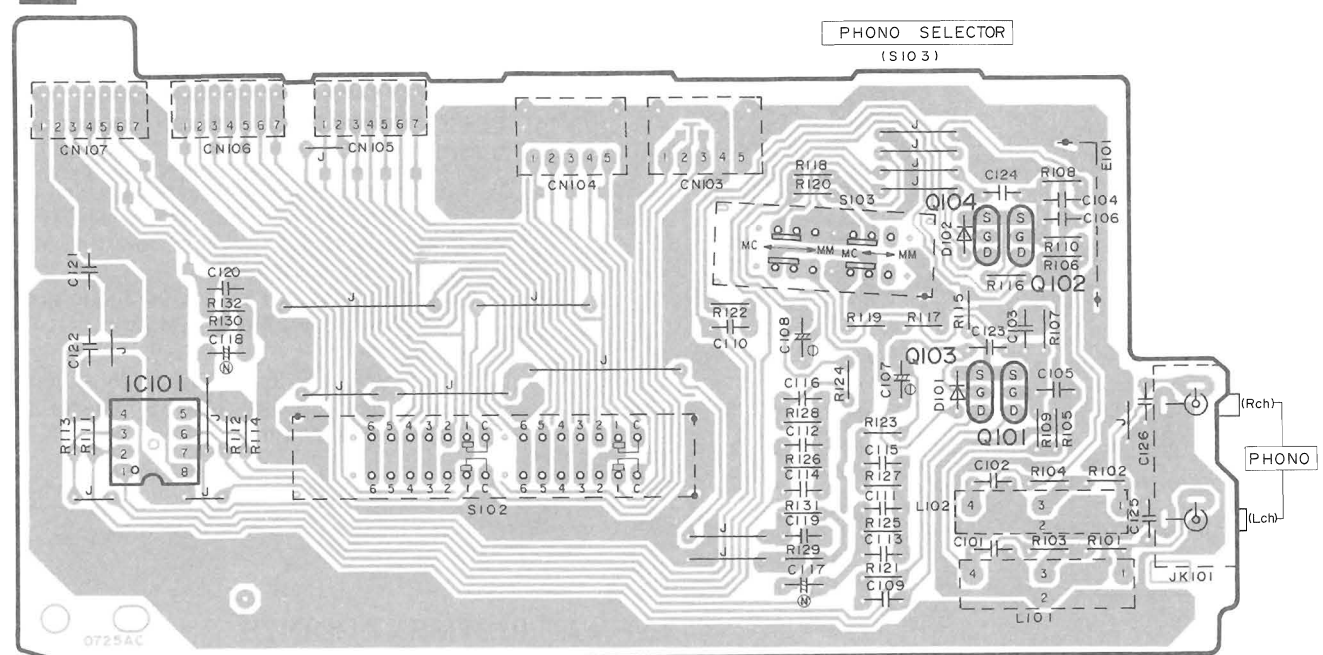 PHONO SELECTOR
(S103)
1 2 3 4 5 6 7
CN107
1 2 3 4 5 6 7
CN106
1 2 3 4 5 6 7
CN105
J
1 2 3 4 5
CN104
1 2 3 4 5
CN103
J
J
J
J
E101
R118
R120
S103
MC MM MC MM
C124
R108
C104
C106
Q104
D102
S G D
S G D
R110
R106
R116
Q102
C121
C122
J
C120
R132
R130
C118
N
J
J
J
J
J
R122
C110
C108
R119
R117
R115
C123
C103
R107
Q103
D101
S G D
S G D
C105
Q101
R109
R105
IC101
4 5
3 6
2 7
1 8
R113
R111
J
R112
R114
J
J
6 5 4 3 2 1 C 6 5 4 3 2 1 C
6 5 4 3 2 1 C 6 5 4 3 2 1 C
S102
C116
R128
C112
R126
C114
R131
C119
R129
C117
N
R124
C107
R123
C115
R127
C111
R125
C113
R121
C109
J
J
C102
R104
R102
L102
4 3 1
2
C101
R103
R101
4 3 1
2
L101
J
C126
C125
JK101
(Rch)
PHONO
(Lch)
0725AC